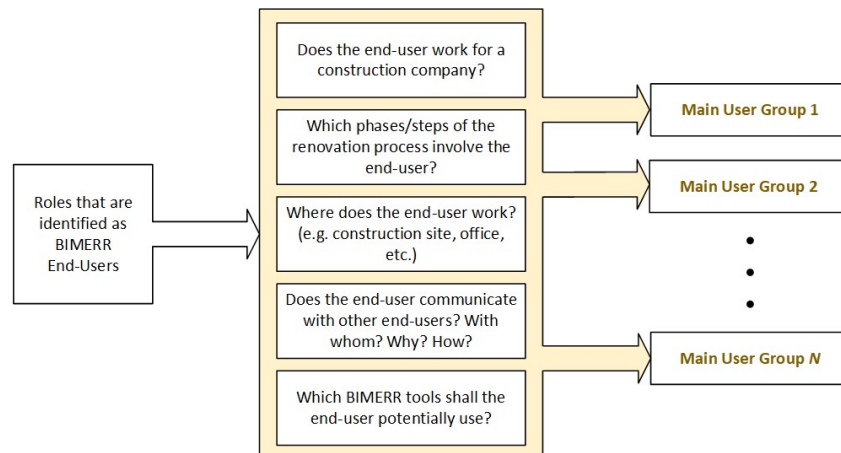 Roles that are
identified as
BIMERR
End-Users
Does the end-user work for a
construction company?
Which phases/steps of the
renovation process involve the
end-user?
Where does the end-user work?
(e.g. construction site, office,
etc.)
Does the end-user communicate
with other end-users? With
whom? Why? How?
Which BIMERR tools shall the
end-user potentially use?
Main User Group 1
Main User Group 2
Main User Group N